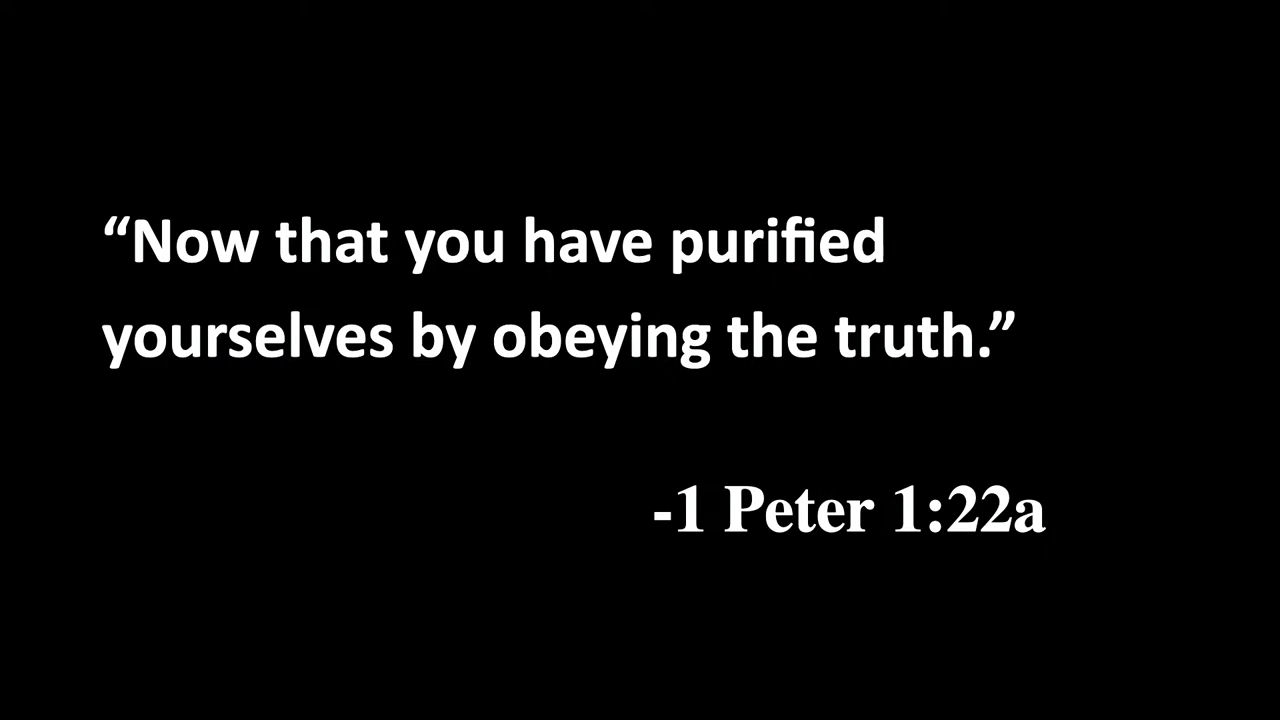 “Now that you have purified
yourselves by obeying the truth.”
-1 Peter 1:22a